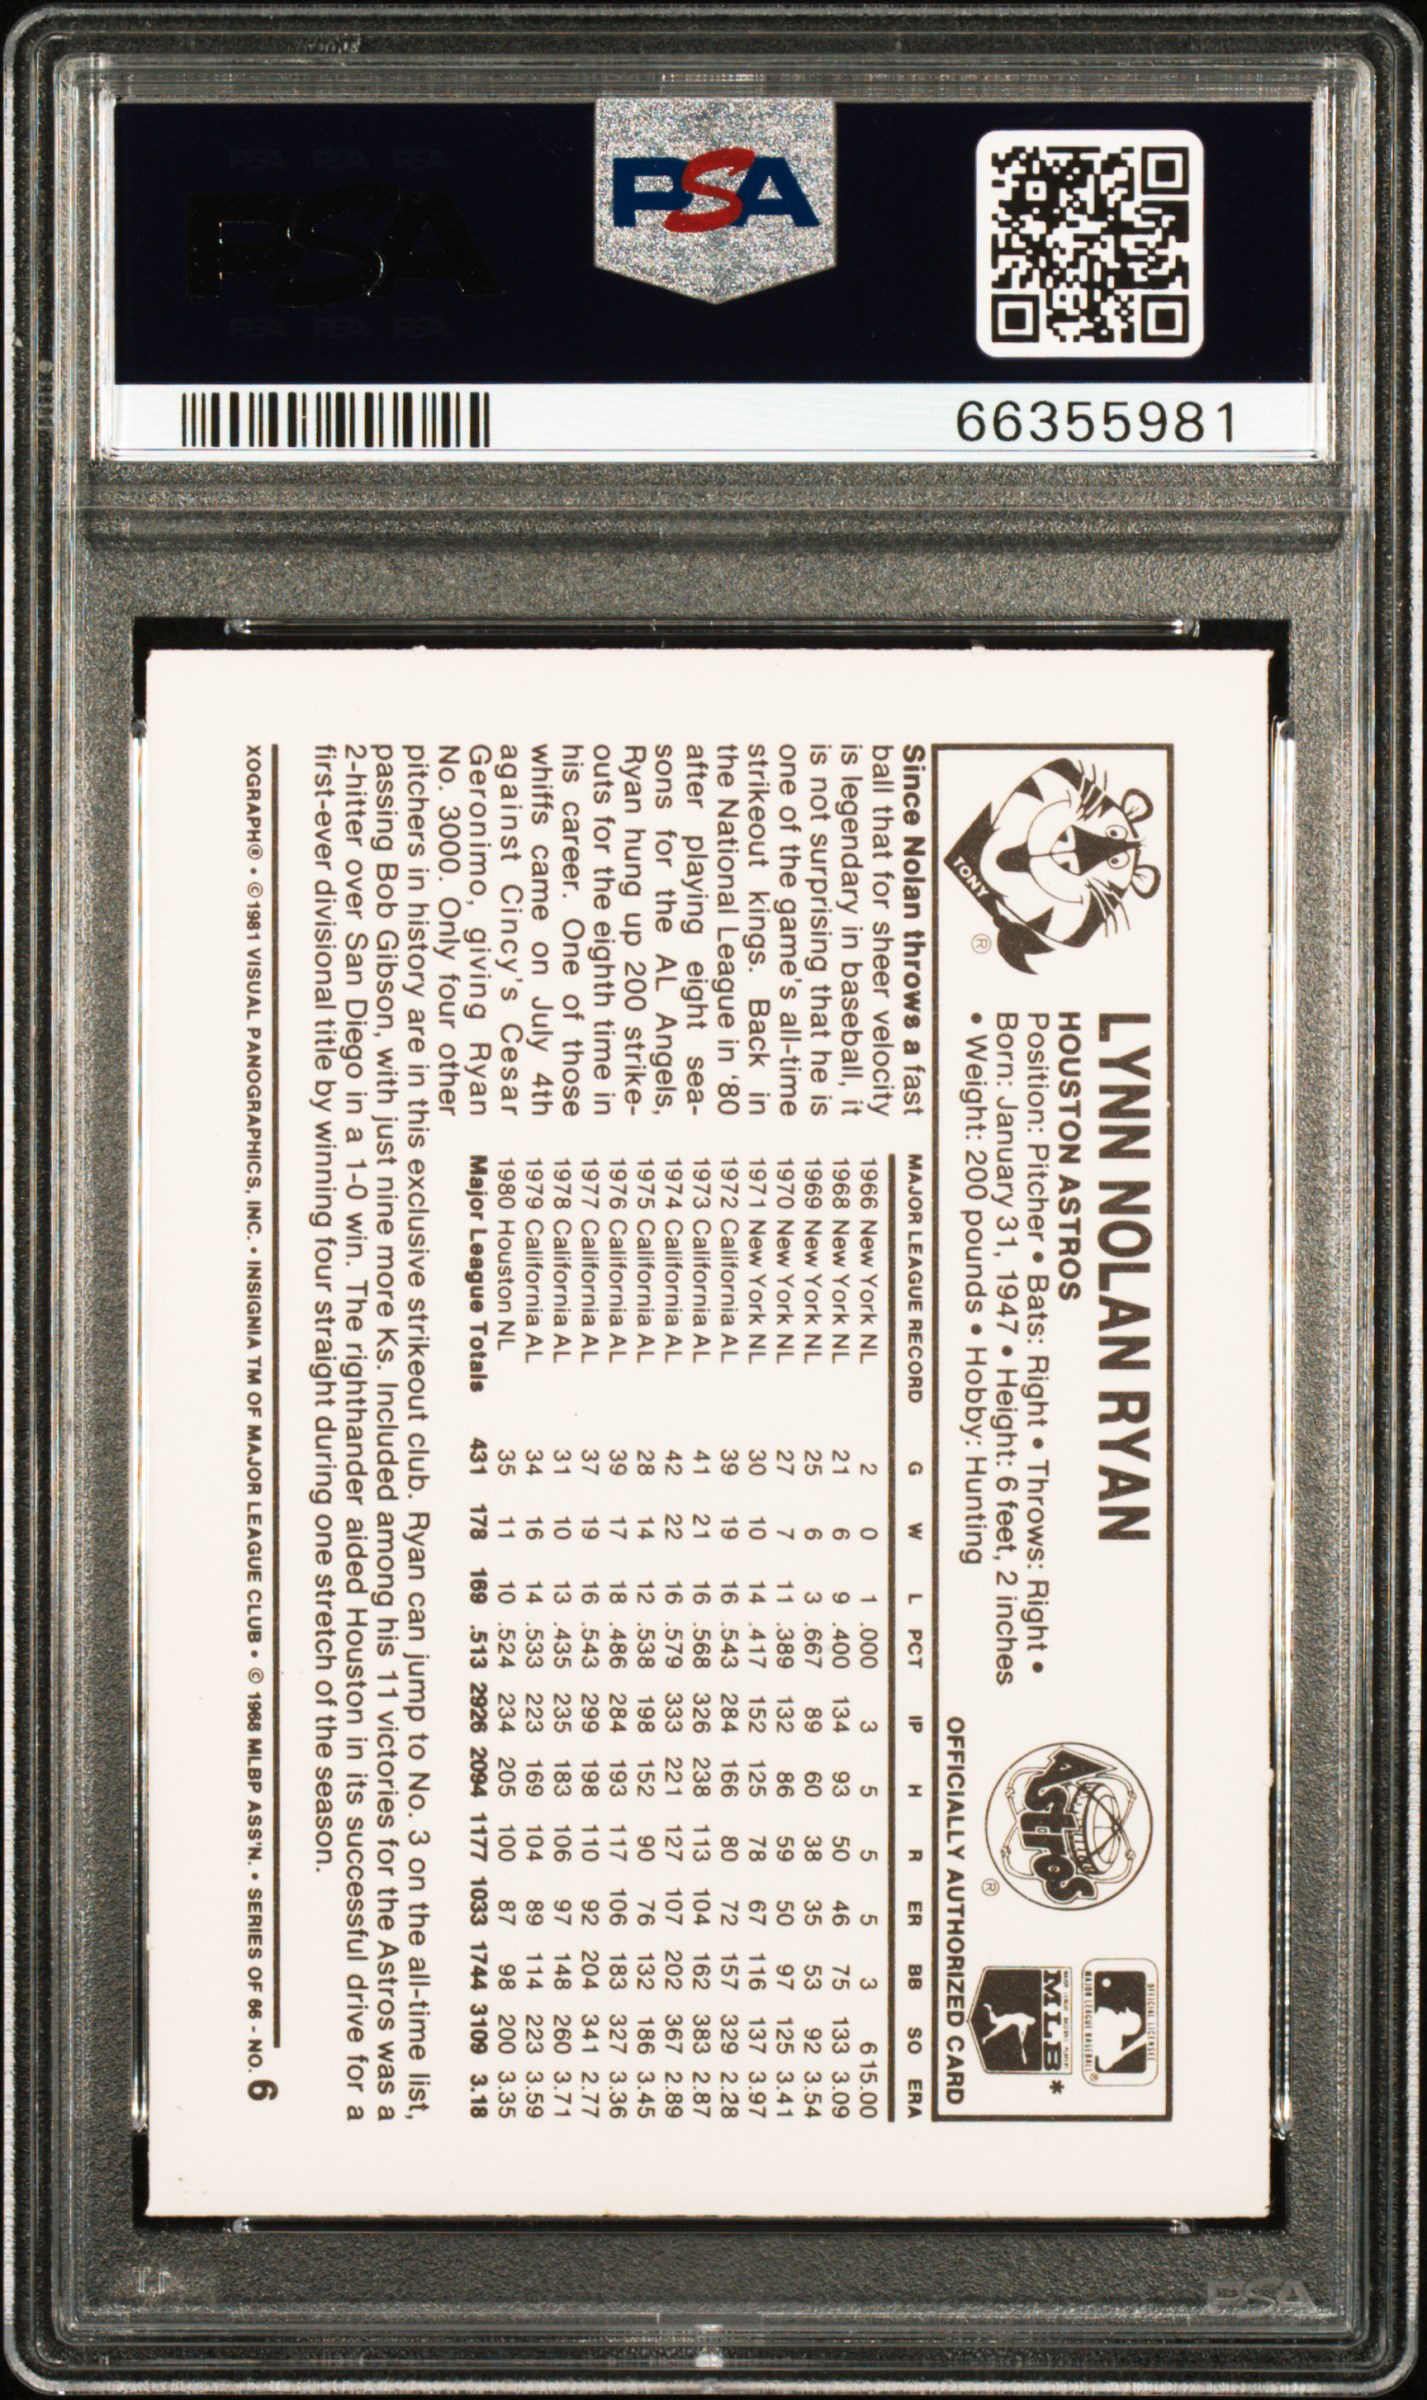 PSA
PSA
66355981
TONY
®
LYNN NOLAN RYAN
HOUSTON ASTROS
Position: Pitcher • Bats: Right • Throws: Right •
Born: January 31, 1947 • Height: 6 feet, 2 inches
• Weight: 200 pounds • Hobby: Hunting
Astros
®
OFFICIAL LICENSEE
MAJOR LEAGUE BASEBALL®
MLB*
OFFICIALLY AUTHORIZED CARD
Since Nolan throws a fast
ball that for sheer velocity
is legendary in baseball, it
is not surprising that he is
one of the game's all-time
strikeout kings. Back in
the National League in '80
after playing eight sea-
sons for the AL Angels,
Ryan hung up 200 strike-
outs for the eighth time in
his career. One of those
whiffs came on July 4th
against Cincy's Cesar
Geronimo, giving Ryan
No. 3000. Only four other
MAJOR LEAGUE RECORD G W L PCT IP H R ER BB SO ERA
1966 New York NL 2 0 1 .000 3 5 5 5 3 6 15.00
1968 New York NL 21 6 9 .400 134 93 50 46 75 133 3.09
1969 New York NL 25 6 3 .667 89 60 38 35 53 92 3.54
1970 New York NL 27 7 11 .389 132 86 59 50 97 125 3.41
1971 New York NL 30 10 14 .417 152 125 78 67 116 137 3.97
1972 California AL 39 19 16 .543 284 166 80 72 157 329 2.28
1973 California AL 41 21 16 .568 326 238 113 104 162 383 2.87
1974 California AL 42 22 16 .579 333 221 127 107 202 367 2.89
1975 California AL 28 14 12 .538 198 152 90 76 132 186 3.45
1976 California AL 39 17 18 .486 284 193 117 106 183 327 3.36
1977 California AL 37 19 16 .543 299 198 110 92 204 341 2.77
1978 California AL 31 10 13 .435 235 183 106 97 148 260 3.71
1979 California AL 34 16 14 .533 223 169 104 89 114 223 3.59
1980 Houston NL 35 11 10 .524 234 205 100 87 98 200 3.35
Major League Totals 431 178 169 .513 2926 2094 1177 1033 1744 3109 3.18
pitchers in history are in this exclusive strikeout club. Ryan can jump to No. 3 on the all-time list,
passing Bob Gibson, with just nine more Ks. Included among his 11 victories for the Astros was a
2-hitter over San Diego in a 1-0 win. The righthander aided Houston in its successful drive for a
first-ever divisional title by winning four straight during one stretch of the season.
XOGRAPH® • © 1981 VISUAL PANOGRAPHICS, INC. • INSIGNIA TM OF MAJOR LEAGUE CLUB • © 1968 MLBP ASS'N. • SERIES OF 66 - NO. 6
PSA